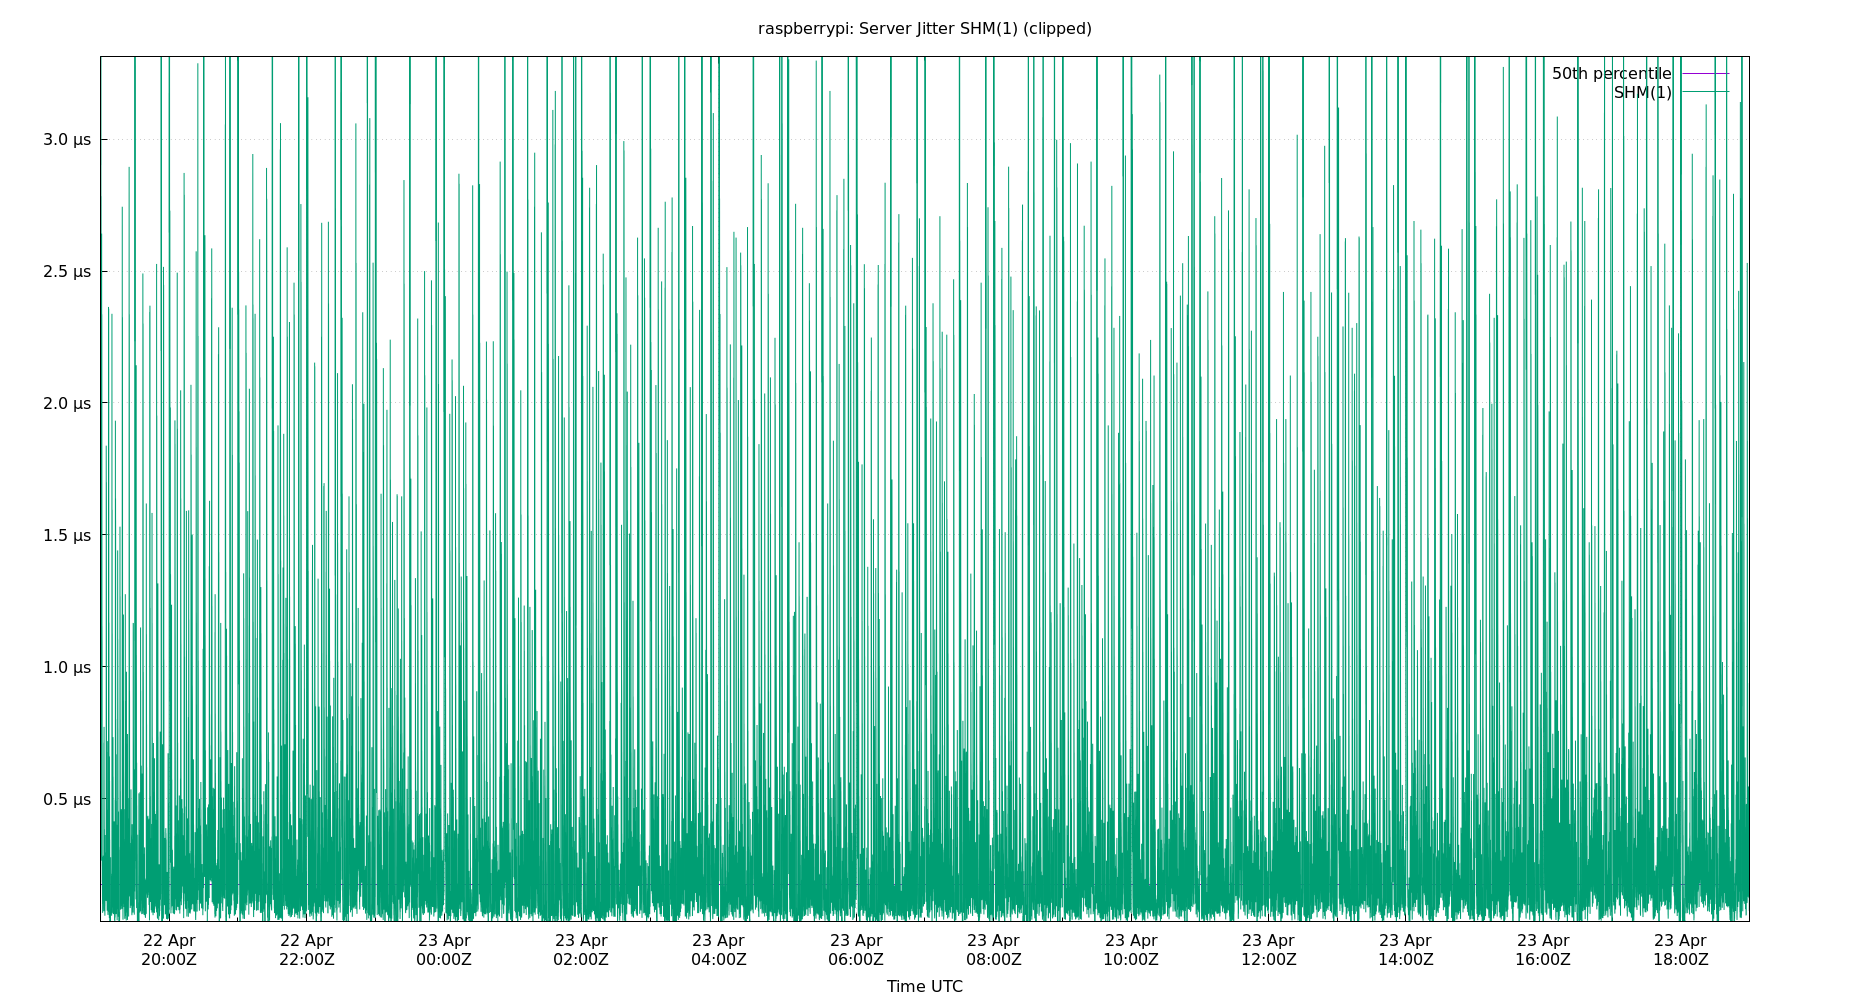 raspberrypi: Server Jitter SHM(1) (clipped)
50th percentile
SHM(1)
3.0 µs
2.5 µs
2.0 µs
1.5 µs
1.0 µs
0.5 µs
22 Apr 22 Apr 23 Apr 23 Apr 23 Apr 23 Apr 23 Apr 23 Apr 23 Apr 23 Apr 23 Apr 23 Apr
20:00Z 22:00Z 00:00Z 02:00Z 04:00Z 06:00Z 08:00Z 10:00Z 12:00Z 14:00Z 16:00Z 18:00Z
Time UTC